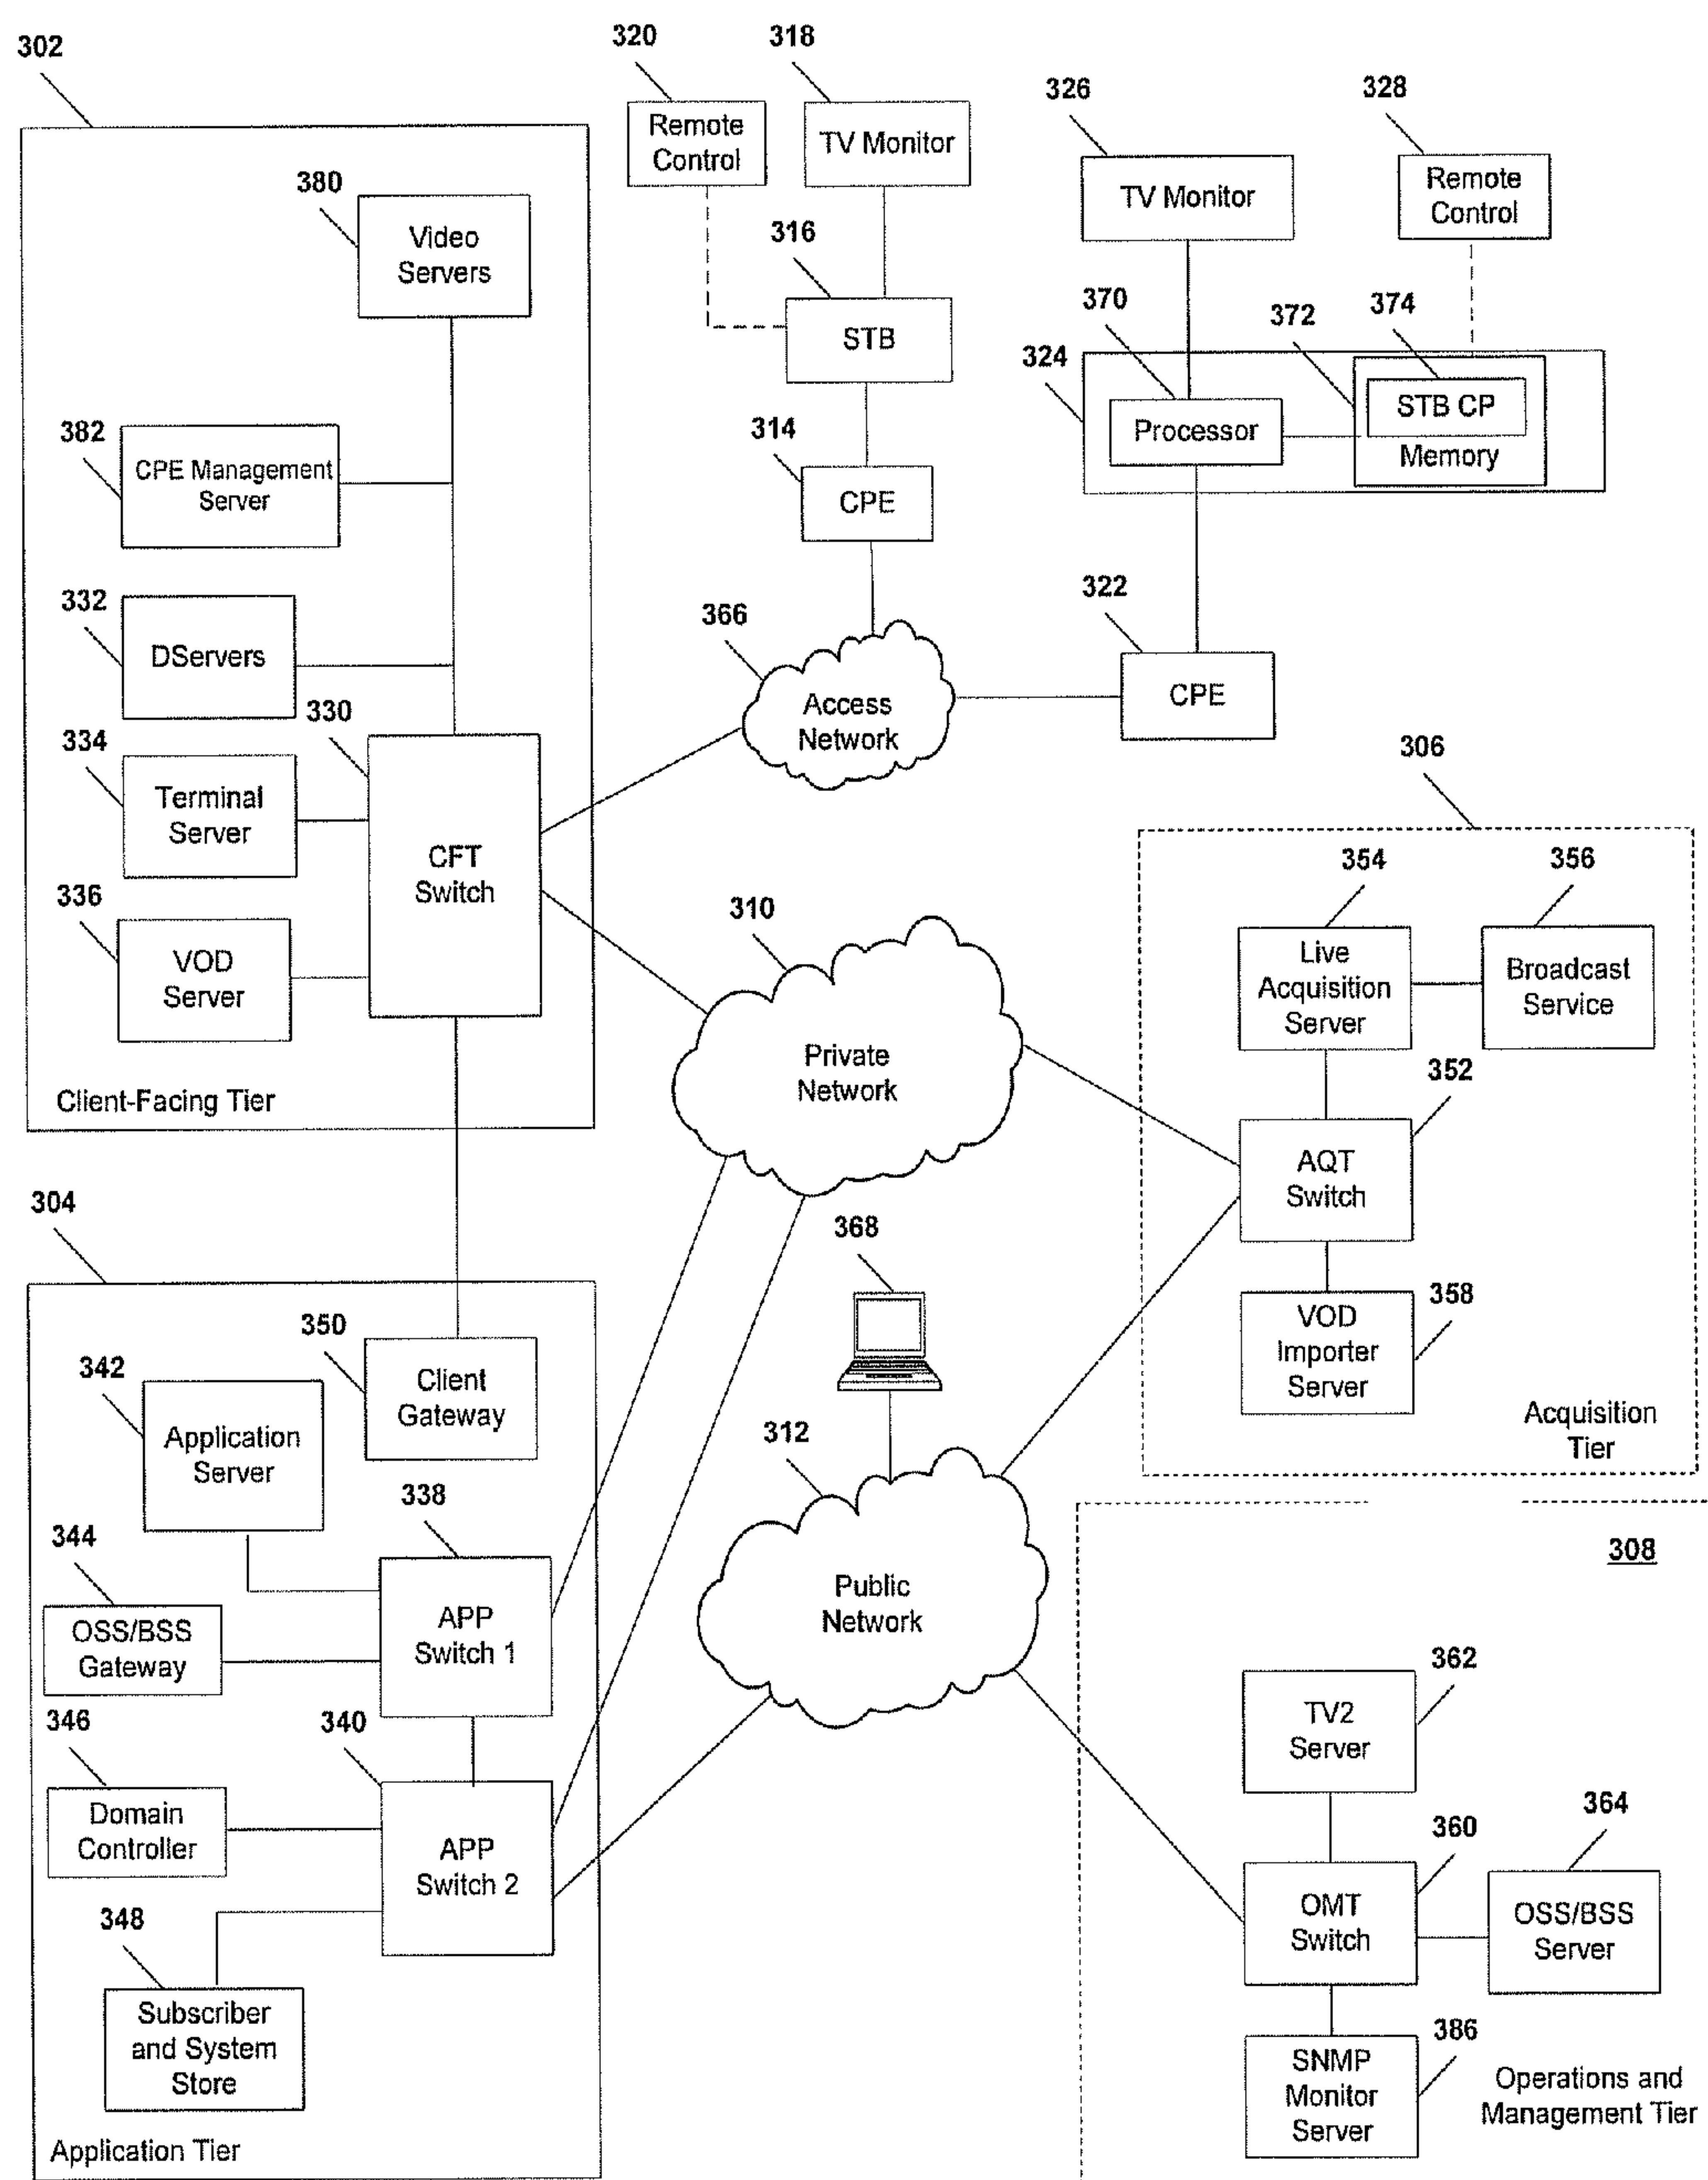 302
380
Video
Servers
382
CPE Management
Server
332
DServers
330
334
Terminal
Server
CFT
Switch
336
VOD
Server
Client-Facing Tier
320
Remote
Control
318
TV Monitor
316
STB
314
CPE
366
Access
Network
326
TV Monitor
328
Remote
Control
370
372
374
324
Processor
STB CP
Memory
322
CPE
310
Private
Network
306
354
Live
Acquisition
Server
356
Broadcast
Service
352
AQT
Switch
358
VOD
Importer
Server
Acquisition
Tier
304
350
Client
Gateway
342
Application
Server
338
APP
Switch 1
344
OSS/BSS
Gateway
346
Domain
Controller
340
APP
Switch 2
348
Subscriber
and System
Store
Application Tier
368
312
Public
Network
308
362
TV2
Server
360
OMT
Switch
364
OSS/BSS
Server
386
SNMP
Monitor
Server
Operations and
Management Tier